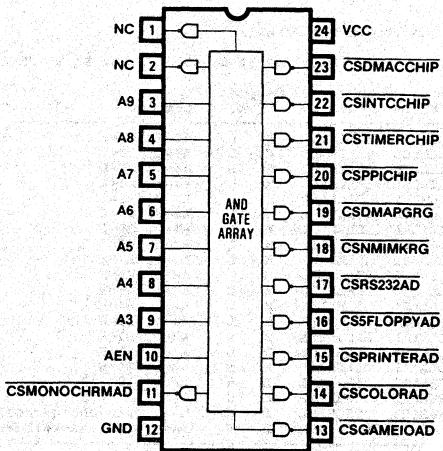 NC 1 24 VCC
NC 2 23 CSDMACCHIP
A9 3 22 CSINTCCHIP
A8 4 21 CSTIMERCHIP
A7 5 20 CSPPICHIP
A6 6 AND 19 CSDMAPGRG
GATE
ARRAY
A5 7 18 CSNMIMKRG
A4 8 17 CSRS232AD
A3 9 16 CS5FLOPPYAD
AEN 10 15 CSPRINTERAD
CSMONOCHRMAD 11 14 CSCOLORAD
GND 12 13 CSGAMEIOAD